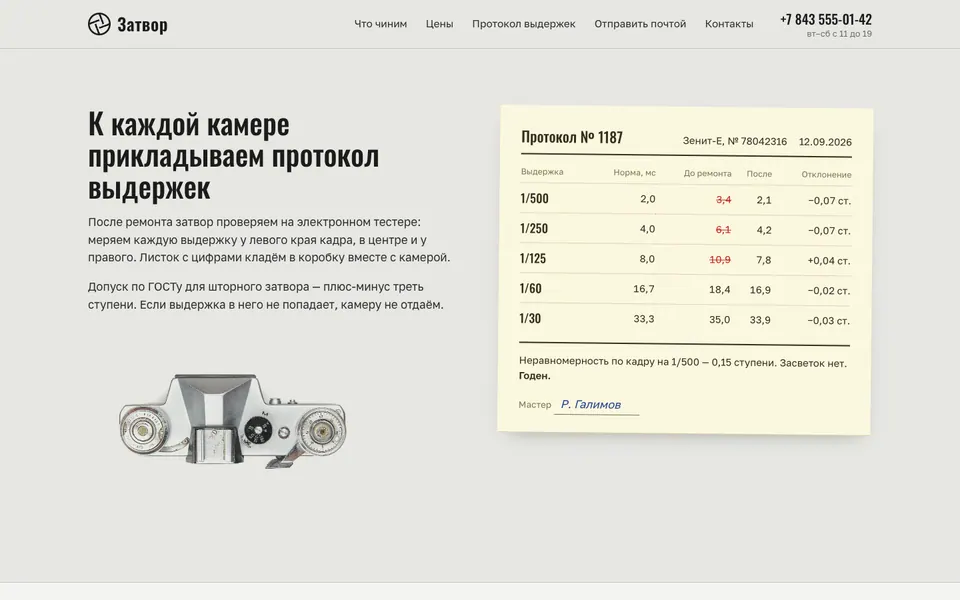 Затвор
Что чиним Цены Протокол выдержек Отправить почтой Контакты
+7 843 555-01-42
вт–сб с 11 до 19
К каждой камере
прикладываем протокол
выдержек
После ремонта затвор проверяем на электронном тестере:
меряем каждую выдержку у левого края кадра, в центре и у
правого. Листок с цифрами кладём в коробку вместе с камерой.
Допуск по ГОСТу для шторного затвора — плюс-минус треть
ступени. Если выдержка в него не попадает, камеру не отдаём.
Протокол № 1187 Зенит-Е, № 78042316 12.09.2026
Выдержка Норма, мс До ремонта После Отклонение
1/500 2,0 3,4 2,1 −0,07 ст.
1/250 4,0 6,1 4,2 −0,07 ст.
1/125 8,0 10,9 7,8 +0,04 ст.
1/60 16,7 18,4 16,9 −0,02 ст.
1/30 33,3 35,0 33,9 −0,03 ст.
Неравномерность по кадру на 1/500 — 0,15 ступени. Засветок нет.
Годен.
Мастер Р. Галимов